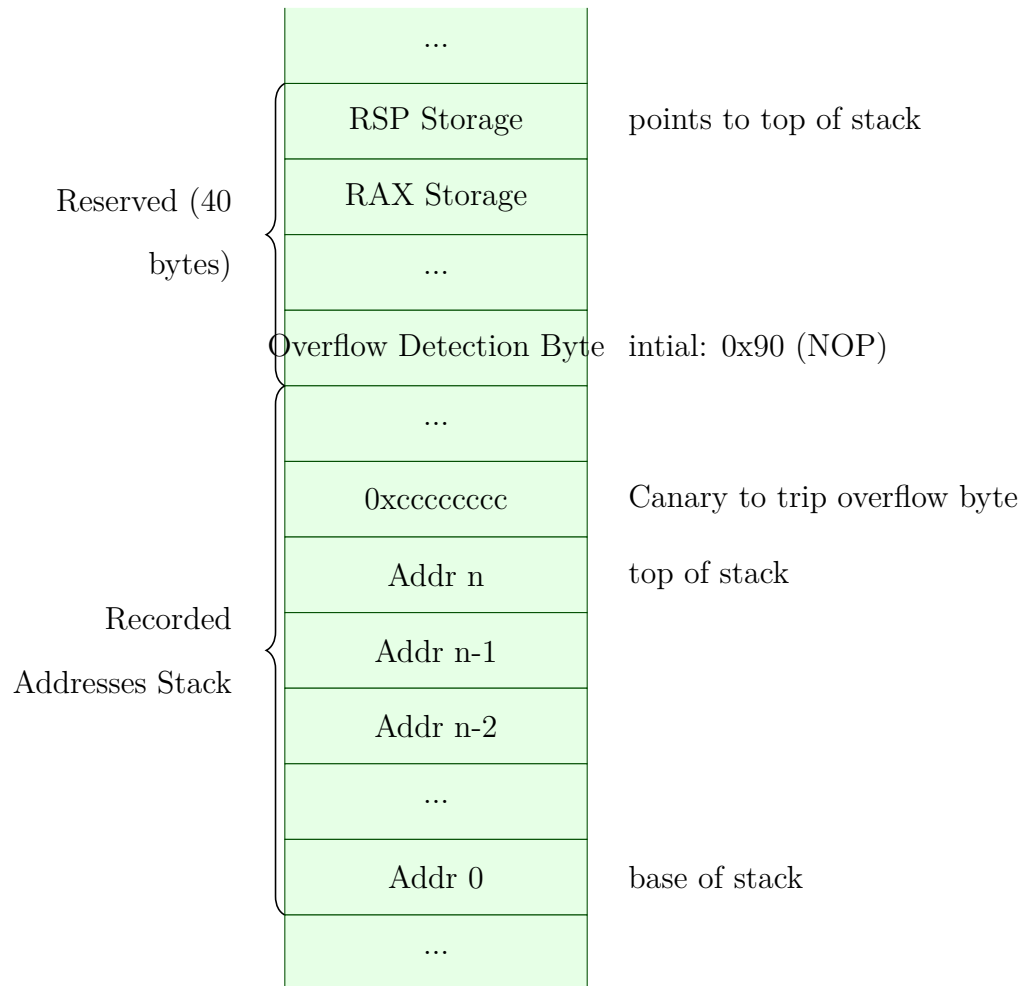 ...
RSP Storage points to top of stack
RAX Storage
Reserved (40
bytes)
...
Overflow Detection Byte intial: 0x90 (NOP)
...
0xcccccccc Canary to trip overflow byte
Addr n top of stack
Recorded
Addresses Stack
Addr n-1
Addr n-2
...
Addr 0 base of stack
...